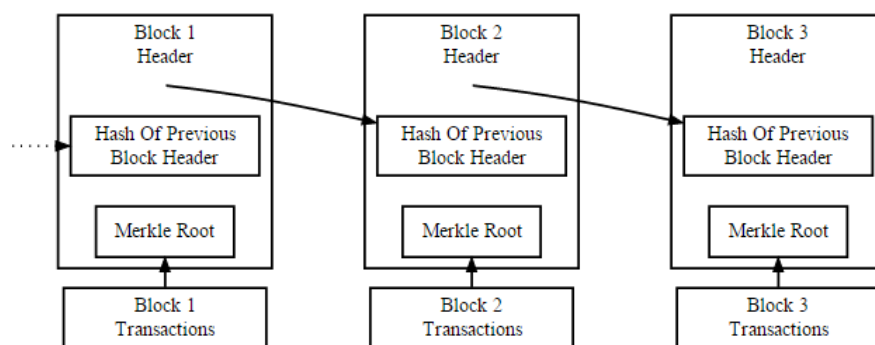 Block 1
Header
Hash Of Previous
Block Header
Merkle Root
Block 1
Transactions
Block 2
Header
Hash Of Previous
Block Header
Merkle Root
Block 2
Transactions
Block 3
Header
Hash Of Previous
Block Header
Merkle Root
Block 3
Transactions